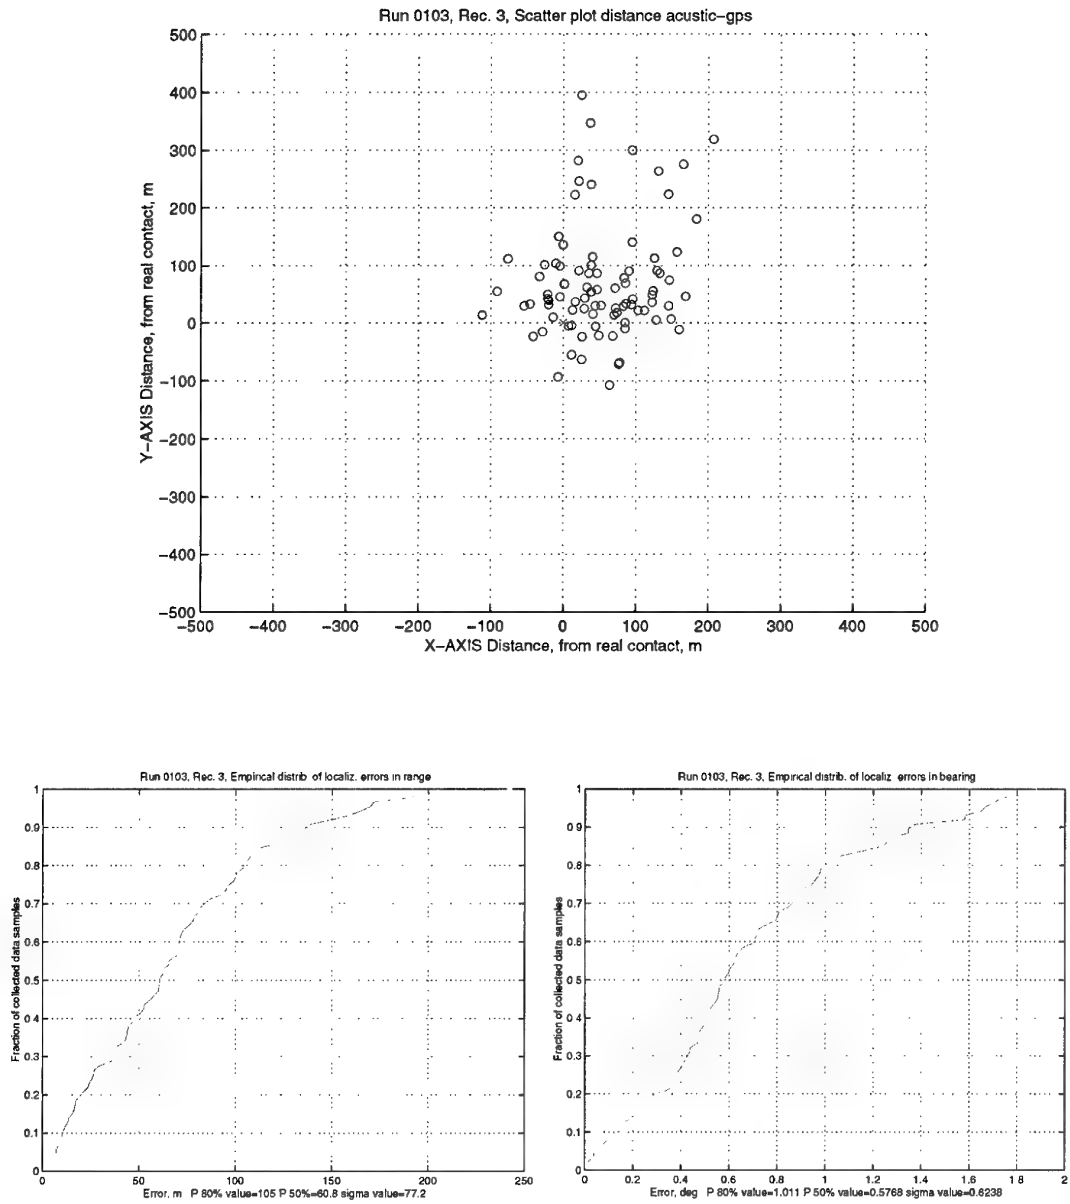 Run 0103, Rec. 3, Scatter plot distance acustic-gps
500
400
300
200
100
0
-100
-200
-300
-400
-500
Y-AXIS Distance, from real contact, m
-500 -400 -300 -200 -100 0 100 200 300 400 500
X-AXIS Distance, from real contact, m
Run 0103, Rec. 3, Empirical distrib of localiz. errors in range
1
0.9
0.8
0.7
0.6
0.5
0.4
0.3
0.2
0.1
0
Fraction of collected data samples
0 50 100 150 200 250
Error, m P 80% value=105 P 50%=60.8 sigma value=77.2
Run 0103, Rec. 3, Empirical distrib. of localiz errors in bearing
1
0.9
0.8
0.7
0.6
0.5
0.4
0.3
0.2
0.1
0
Fraction of collected data samples
0 0.2 0.4 0.6 0.8 1 1.2 1.4 1.6 1.8 2
Error, deg P 80% value=1.011 P 50% value=0.5768 sigma value=0.6238